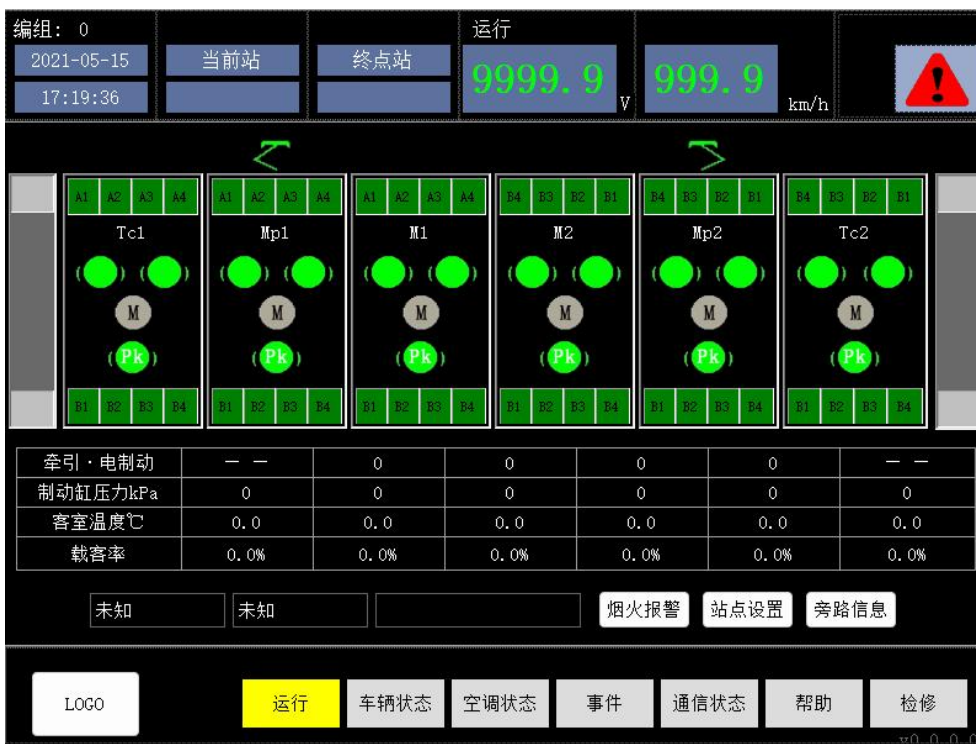 编组: 0
运行
2021-05-15 当前站 终点站 9999.9 V 999.9 km/h
17:19:36
A1 A2 A3 A4 A1 A2 A3 A4 A1 A2 A3 A4 B4 B3 B2 B1 B4 B3 B2 B1 B4 B3 B2 B1
Tc1 Mp1 M1 M2 Mp2 Tc2
M M M M M M
(Pk) (Pk) (Pk) (Pk) (Pk) (Pk)
B1 B2 B3 B4 B1 B2 B3 B4 B1 B2 B3 B4 B1 B2 B3 B4 B1 B2 B3 B4 B1 B2 B3 B4
牵引·电制动 — — 0 0 0 0 — —
制动缸压力kPa 0 0 0 0 0 0
客室温度℃ 0.0 0.0 0.0 0.0 0.0 0.0
载客率 0.0% 0.0% 0.0% 0.0% 0.0% 0.0%
未知 未知 烟火报警 站点设置 旁路信息
LOGO 运行 车辆状态 空调状态 事件 通信状态 帮助 检修
v0.0.0.0